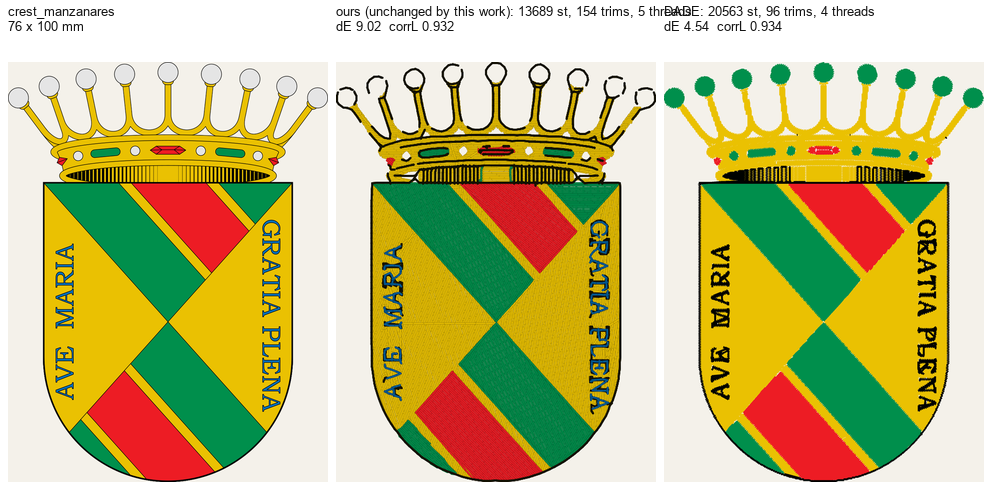 crest_manzanares
76 x 100 mm
ours (unchanged by this work): 13689 st, 154 trims, 5 threads
dE 9.02 corrL 0.932
DADE: 20563 st, 96 trims, 4 threads
dE 4.54 corrL 0.934
AVE MARIA
GRATIA PLENA
AVE MARIA
GRATIA PLENA
AVE MARIA
GRATIA PLENA